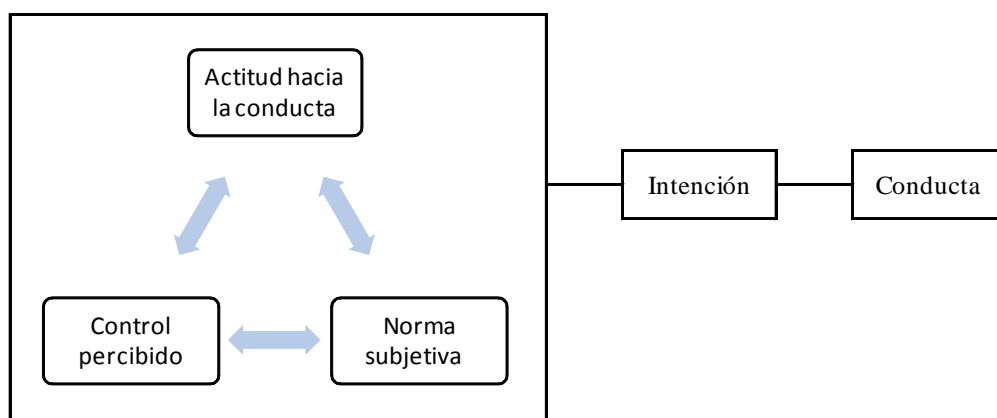 Actitud hacia
la conducta
Intención
Conducta
Control
percibido
Norma
subjetiva